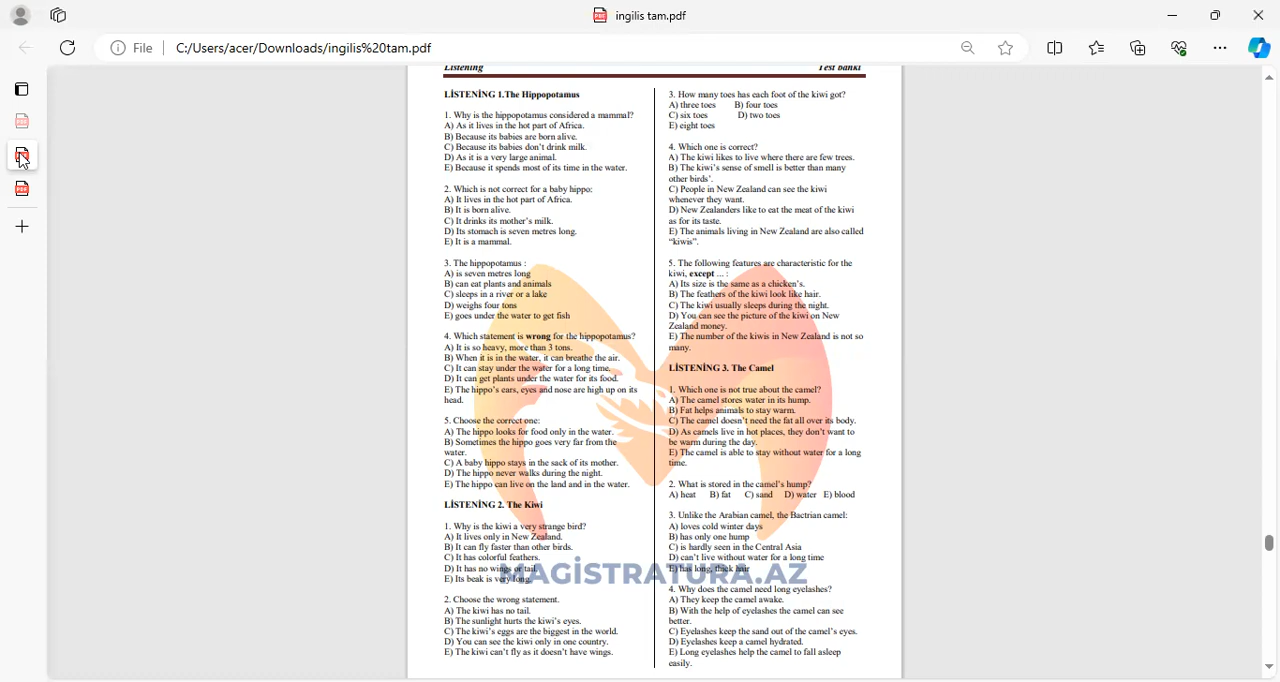 ingilis tam.pdf
File
C:/Users/acer/Downloads/ingilis%20tam.pdf
Listening
Test bankı
LİSTENİNG 1.The Hippopotamus
1. Why is the hippopotamus considered a mammal?
A) As it lives in the hot part of Africa.
B) Because its babies are born alive.
C) Because its babies don't drink milk.
D) As it is a very large animal.
E) Because it spends most of its time in the water.
2. Which is not correct for a baby hippo:
A) It lives in the hot part of Africa.
B) It is born alive.
C) It drinks its mother's milk.
D) Its stomach is seven metres long.
E) It is a mammal.
3. The hippopotamus :
A) is seven metres long
B) can eat plants and animals
C) sleeps in a river or a lake
D) weighs four tons
E) goes under the water to get fish
4. Which statement is wrong for the hippopotamus?
A) It is so heavy, more than 3 tons.
B) When it is in the water, it can breathe the air.
C) It can stay under the water for a long time.
D) It can get plants under the water for its food.
E) The hippo's ears, eyes and nose are high up on its
head.
5. Choose the correct one:
A) The hippo looks for food only in the water.
B) Sometimes the hippo goes very far from the
water.
C) A baby hippo stays in the sack of its mother.
D) The hippo never walks during the night.
E) The hippo can live on the land and in the water.
LİSTENİNG 2. The Kiwi
1. Why is the kiwi a very strange bird?
A) It lives only in New Zealand.
B) It can fly faster than other birds.
C) It has colorful feathers.
D) It has no wings or tail.
E) Its beak is very long.
2. Choose the wrong statement.
A) The kiwi has no tail.
B) The sunlight hurts the kiwi's eyes.
C) The kiwi's eggs are the biggest in the world.
D) You can see the kiwi only in one country.
E) The kiwi can't fly as it doesn't have wings.
3. How many toes has each foot of the kiwi got?
A) three toes B) four toes
C) six toes D) two toes
E) eight toes
4. Which one is correct?
A) The kiwi likes to live where there are few trees.
B) The kiwi's sense of smell is better than many
other birds'.
C) People in New Zealand can see the kiwi
whenever they want.
D) New Zealanders like to eat the meat of the kiwi
as for its taste.
E) The animals living in New Zealand are also called
"kiwis".
5. The following features are characteristic for the
kiwi, except ... :
A) Its size is the same as a chicken's.
B) The feathers of the kiwi look like hair.
C) The kiwi usually sleeps during the night.
D) You can see the picture of the kiwi on New
Zealand money.
E) The number of the kiwis in New Zealand is not so
many.
LİSTENİNG 3. The Camel
1. Which one is not true about the camel?
A) The camel stores water in its hump.
B) Fat helps animals to stay warm.
C) The camel doesn't need the fat all over its body.
D) As camels live in hot places, they don't want to
be warm during the day.
E) The camel is able to stay without water for a long
time.
2. What is stored in the camel's hump?
A) heat B) fat C) sand D) water E) blood
3. Unlike the Arabian camel, the Bactrian camel:
A) loves cold winter days
B) has only one hump
C) is hardly seen in the Central Asia
D) can't live without water for a long time
E) has long, thick hair
4. Why does the camel need long eyelashes?
A) They keep the camel awake.
B) With the help of eyelashes the camel can see
better.
C) Eyelashes keep the sand out of the camel's eyes.
D) Eyelashes keep a camel hydrated.
E) Long eyelashes help the camel to fall asleep
easily.
MAGİSTRATURA.AZ